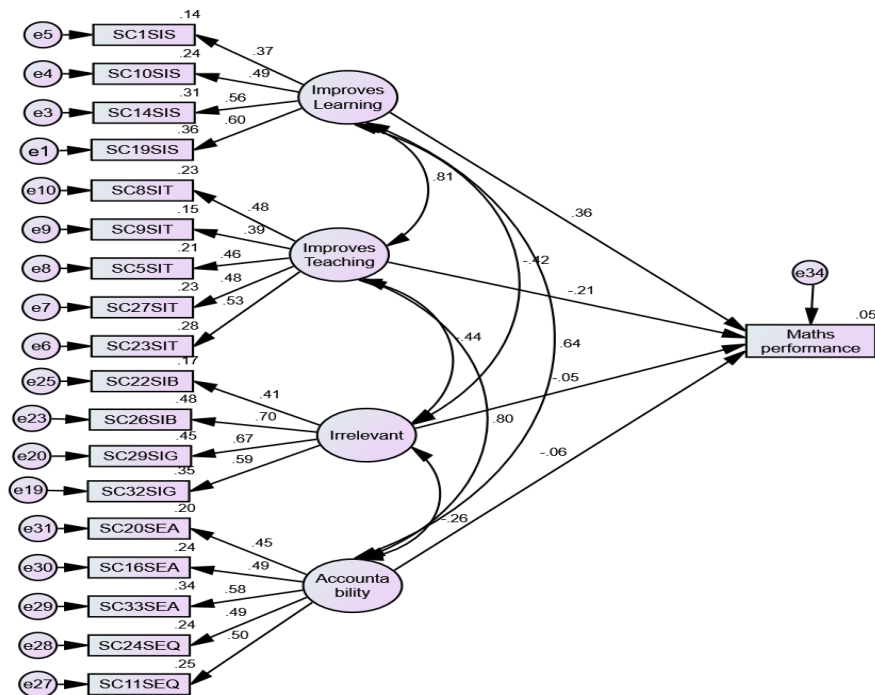 .14
e5
SC1SIS
.37
.24
e4
SC10SIS
.49
.31
e3
SC14SIS
.56
.36
e1
SC19SIS
.60
Improves
Learning
.23
e10
SC8SIT
.48
.15
e9
SC9SIT
.39
.21
e8
SC5SIT
.46
.23
e7
SC27SIT
.48
.28
e6
SC23SIT
.53
Improves
Teaching
.17
e25
SC22SIB
.41
.48
e23
SC26SIB
.70
.45
e20
SC29SIG
.67
.35
e19
SC32SIG
.59
Irrelevant
.20
e31
SC20SEA
.45
.24
e30
SC16SEA
.49
.34
e29
SC33SEA
.58
.24
e28
SC24SEQ
.49
.25
e27
SC11SEQ
.50
Accounta
bility
.81
-.42
.64
-.44
.80
-.26
.36
-.21
-.05
-.06
e34
.05
Maths
performance